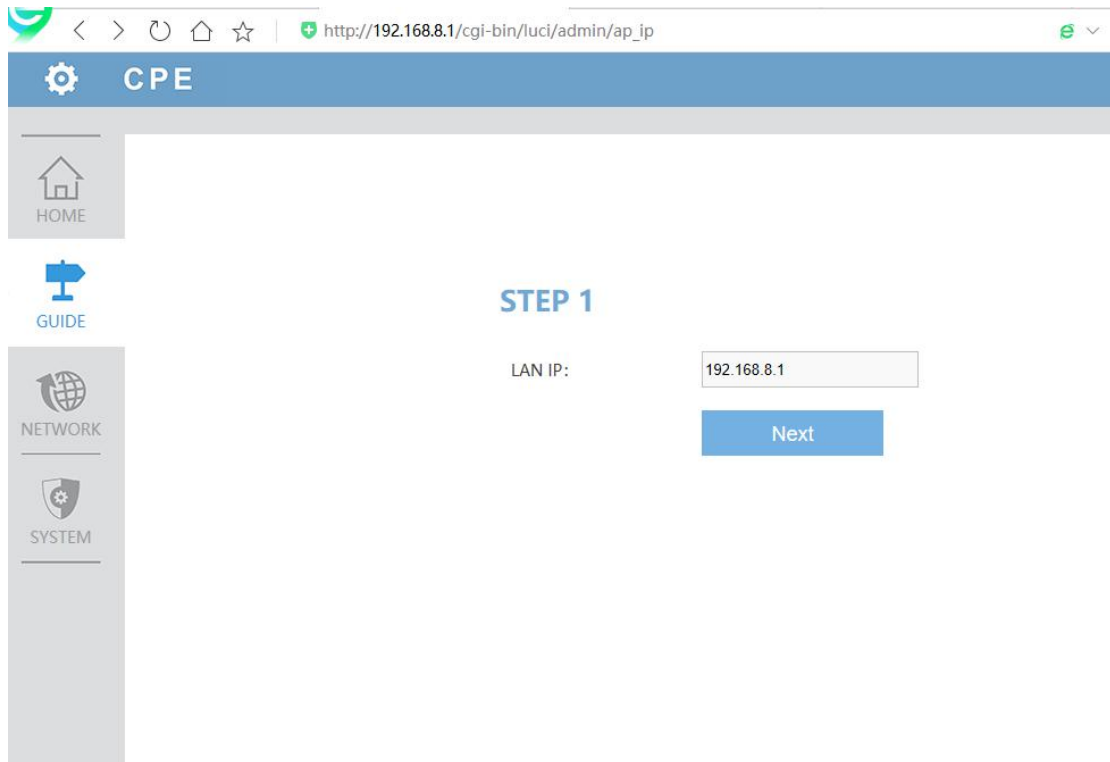 http://192.168.8.1/cgi-bin/luci/admin/ap_ip
CPE
HOME
GUIDE
NETWORK
SYSTEM
STEP 1
LAN IP: 192.168.8.1
Next